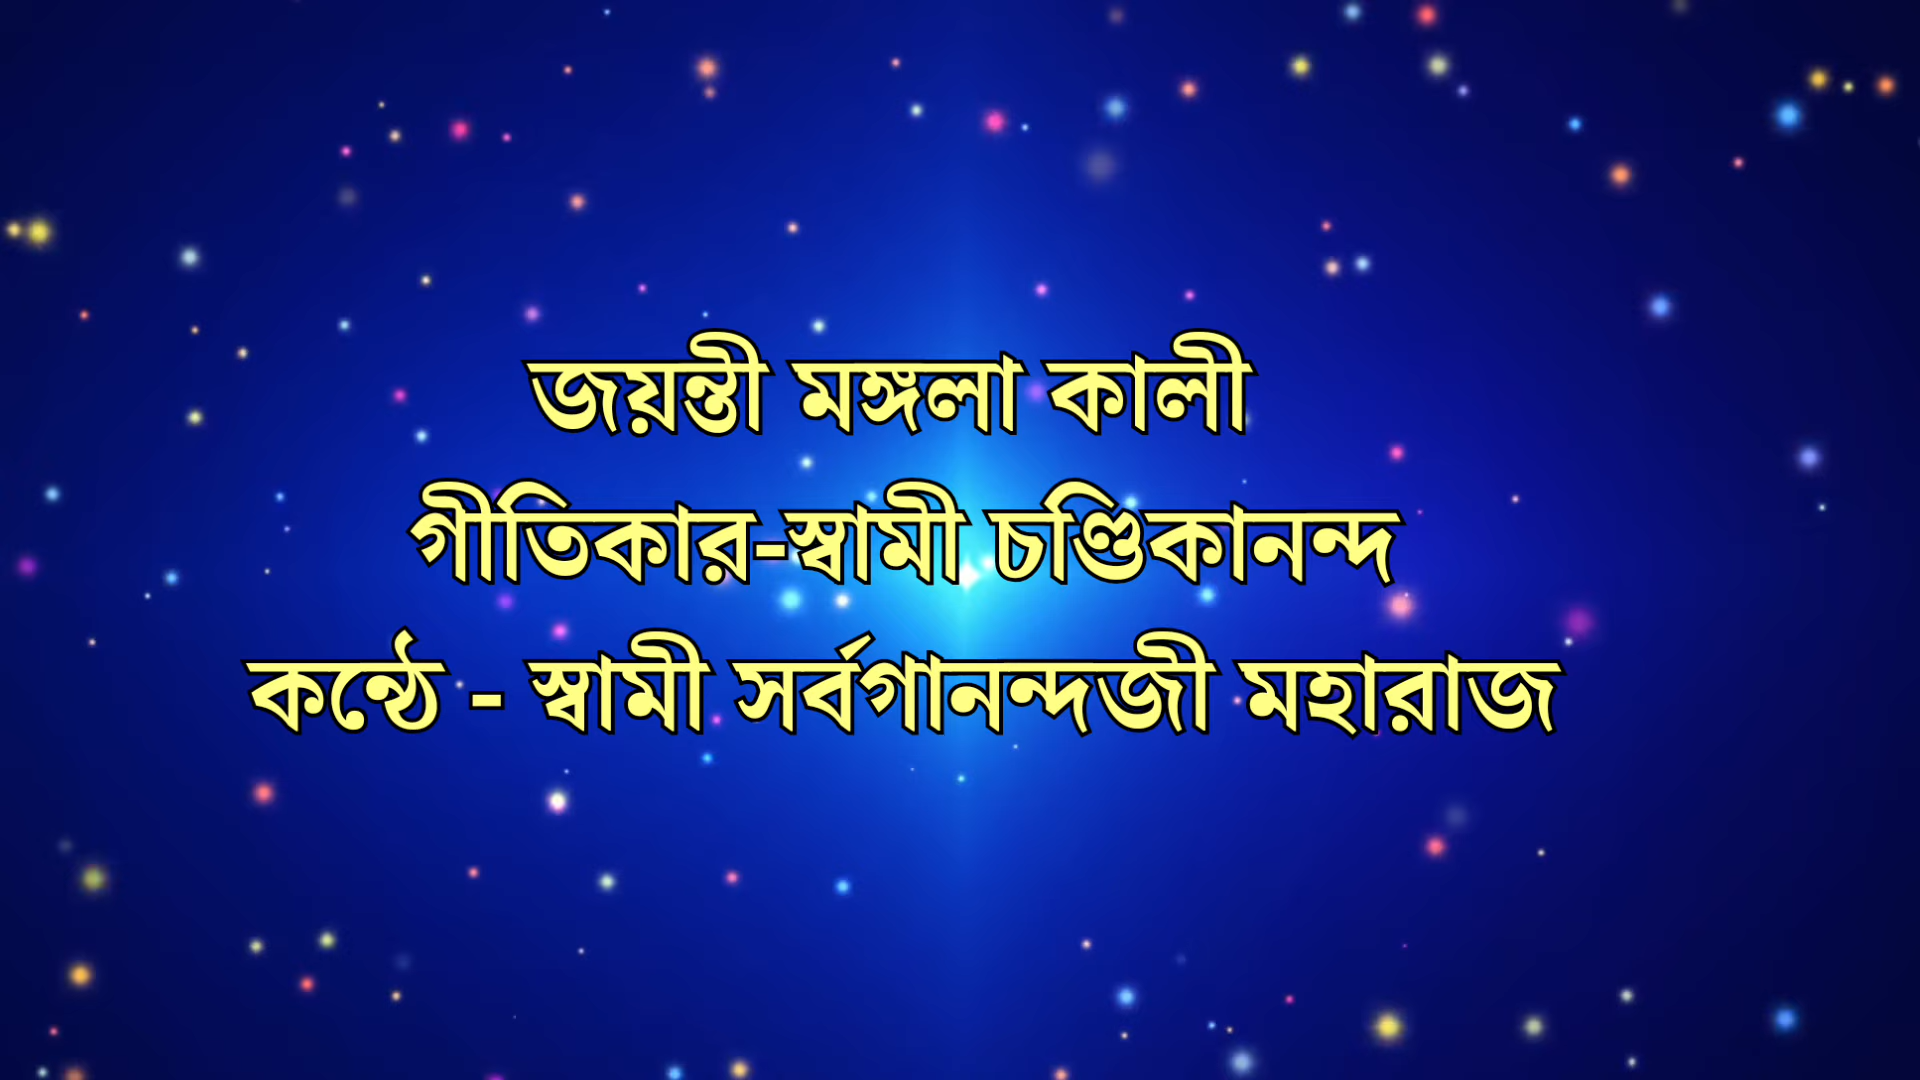 জয়ন্তী মঙ্গলা কালী
গীতিকার-স্বামী চণ্ডিকানন্দ
কন্ঠে - স্বামী সর্বগানন্দজী মহারাজ